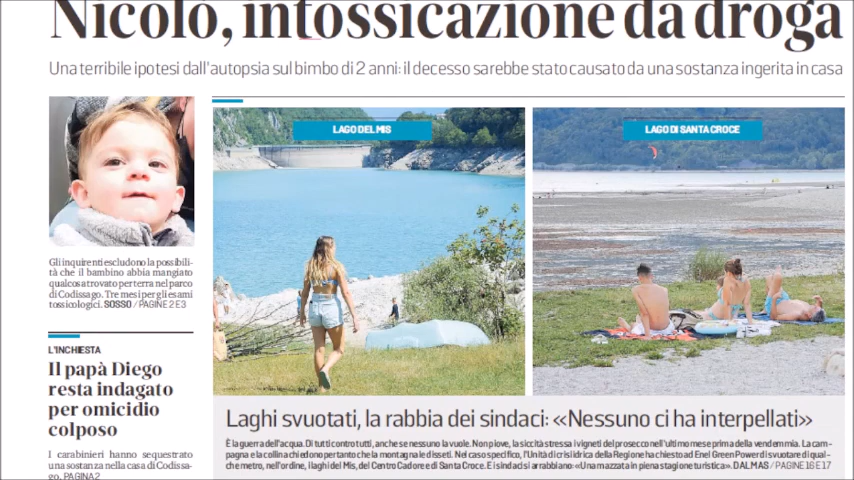 Nicolò, intossicazione da droga
Una terribile ipotesi dall'autopsia sul bimbo di 2 anni: il decesso sarebbe stato causato da una sostanza ingerita in casa
LAGO DEL MIS
LAGO DI SANTA CROCE
Gli inquirenti escludono la possibili-
tà che il bambino abbia mangiato
qualcosa trovato per terra nel parco
di Codissago. Tre mesi per gli esami
tossicologici. SOSSO / PAGINE 2 E 3
L'INCHIESTA
Il papà Diego
resta indagato
per omicidio
colposo
I carabinieri hanno sequestrato
una sostanza nella casa di Codissa-
go. PAGINA 2
Laghi svuotati, la rabbia dei sindaci: «Nessuno ci ha interpellati»
È la guerra dell'acqua. Di tutti contro tutti, anche se nessuno la vuole. Non piove, la siccità stressa i vigneti del prosecco nell'ultimo mese prima della vendemmia. La cam-
pagna e la collina chiedono pertanto che la montagna le disseti. Nel caso specifico, l'Unità di crisi idrica della Regione ha chiesto ad Enel Green Power di svuotare di qual-
che metro, nell'ordine, i laghi del Mis, del Centro Cadore e di Santa Croce. E i sindaci si arrabbiano: «Una mazzata in piena stagione turistica». DAL MAS / PAGINE 16 E 17